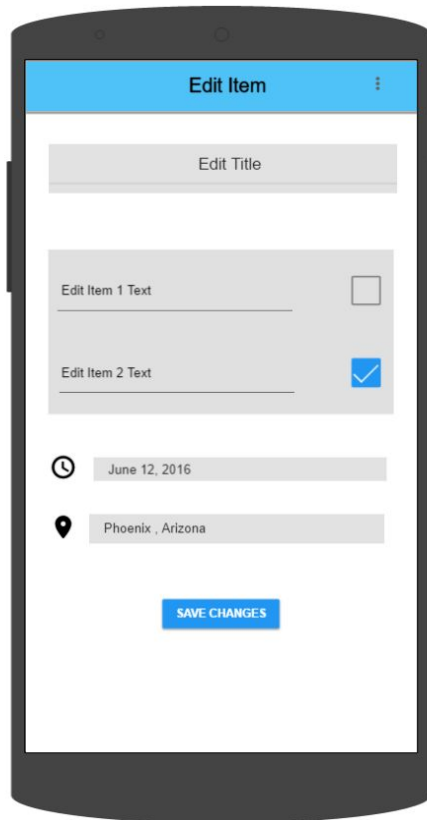 Edit Item
Edit Title
Edit Item 1 Text
Edit Item 2 Text
June 12, 2016
Phoenix , Arizona
SAVE CHANGES